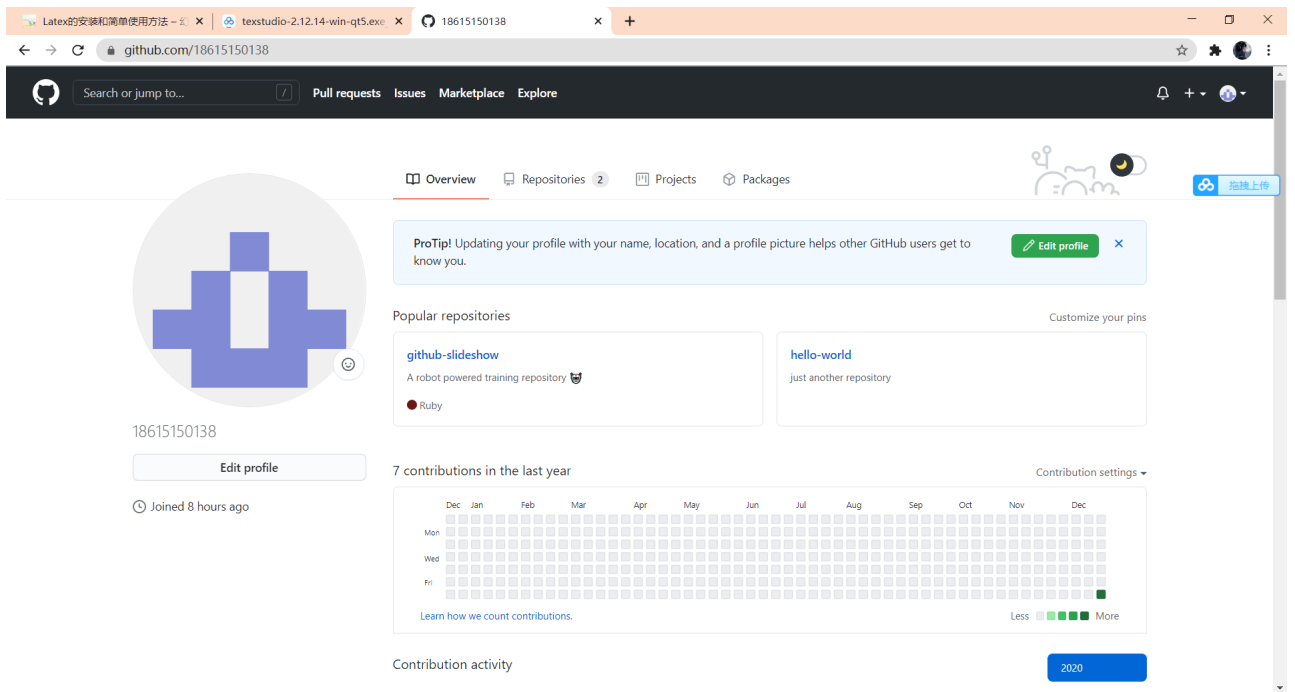 Latex的安装和简单使用方法 – 幻
texstudio-2.12.14-win-qt5.exe
18615150138
github.com/18615150138
Search or jump to...
/
Pull requests
Issues
Marketplace
Explore
Overview
Repositories 2
Projects
Packages
拖拽上传
ProTip! Updating your profile with your name, location, and a profile picture helps other GitHub users get to
know you.
Edit profile
Popular repositories
Customize your pins
github-slideshow
A robot powered training repository
Ruby
hello-world
just another repository
18615150138
Edit profile
Joined 8 hours ago
7 contributions in the last year
Contribution settings
Dec Jan Feb Mar Apr May Jun Jul Aug Sep Oct Nov Dec
Mon
Wed
Fri
Learn how we count contributions.
Less
More
Contribution activity
2020